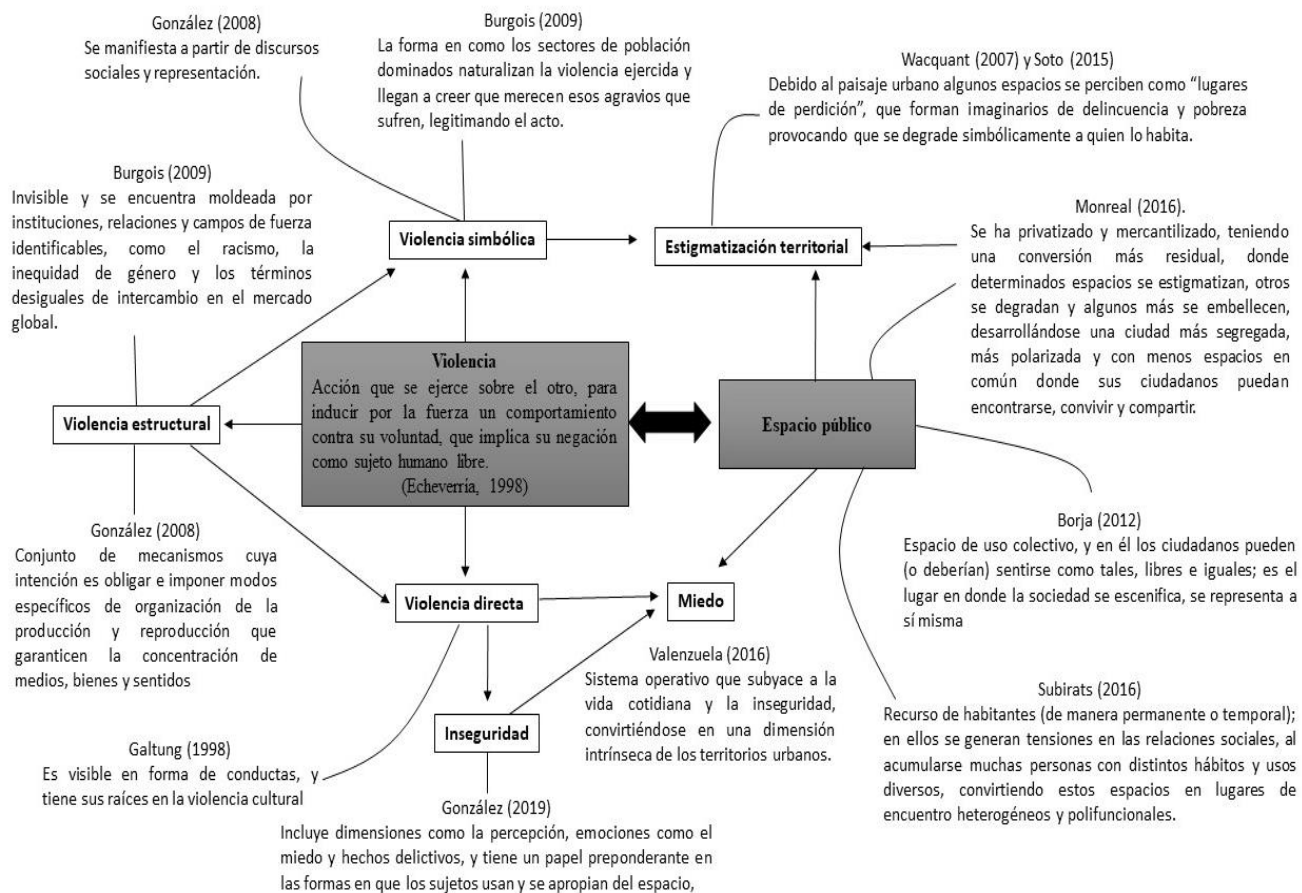 González (2008)
Se manifiesta a partir de discursos
sociales y representación.
Burgois (2009)
La forma en como los sectores de población
dominados naturalizan la violencia ejercida y
llegan a creer que merecen esos agravios que
sufren, legitimando el acto.
Wacquant (2007) y Soto (2015)
Debido al paisaje urbano algunos espacios se perciben como “lugares
de perdición”, que forman imaginarios de delincuencia y pobreza
provocando que se degrade simbólicamente a quien lo habita.
Burgois (2009)
Invisible y se encuentra moldeada por
instituciones, relaciones y campos de fuerza
identificables, como el racismo, la
inequidad de género y los términos
desiguales de intercambio en el mercado
global.
Violencia simbólica
Estigmatización territorial
Monreal (2016).
Se ha privatizado y mercantilizado, teniendo
una conversión más residual, donde
determinados espacios se estigmatizan, otros
se degradan y algunos más se embellecen,
desarrollándose una ciudad más segregada,
más polarizada y con menos espacios en
común donde sus ciudadanos puedan
encontrarse, convivir y compartir.
Violencia estructural
Violencia
Acción que se ejerce sobre el otro, para
inducir por la fuerza un comportamiento
contra su voluntad, que implica su negación
como sujeto humano libre.
(Echeverría, 1998)
Espacio público
González (2008)
Conjunto de mecanismos cuya
intención es obligar e imponer modos
específicos de organización de la
producción y reproducción que
garanticen la concentración de
medios, bienes y sentidos
Borja (2012)
Espacio de uso colectivo, y en él los ciudadanos pueden
(o deberían) sentirse como tales, libres e iguales; es el
lugar en donde la sociedad se escenifica, se representa a
sí misma
Violencia directa
Miedo
Valenzuela (2016)
Sistema operativo que subyace a la
vida cotidiana y la inseguridad,
convirtiéndose en una dimensión
intrínseca de los territorios urbanos.
Subirats (2016)
Recurso de habitantes (de manera permanente o temporal);
en ellos se generan tensiones en las relaciones sociales, al
acumularse muchas personas con distintos hábitos y usos
diversos, convirtiendo estos espacios en lugares de
encuentro heterogéneos y polifuncionales.
Inseguridad
Galtung (1998)
Es visible en forma de conductas, y
tiene sus raíces en la violencia cultural
González (2019)
Incluye dimensiones como la percepción, emociones como el
miedo y hechos delictivos, y tiene un papel preponderante en
las formas en que los sujetos usan y se apropian del espacio,